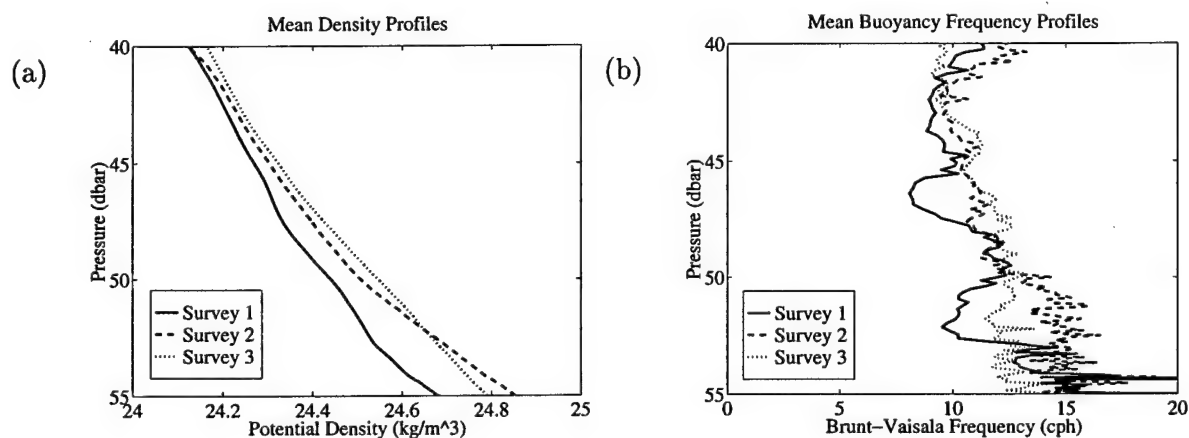 (a)
Mean Density Profiles
40
45
50
55
Pressure (dbar)
Survey 1
Survey 2
Survey 3
24
24.2
24.4
24.6
24.8
25
Potential Density (kg/m^3)
(b)
Mean Buoyancy Frequency Profiles
40
45
50
55
Pressure (dbar)
Survey 1
Survey 2
Survey 3
0
5
10
15
20
Brunt-Vaisala Frequency (cph)